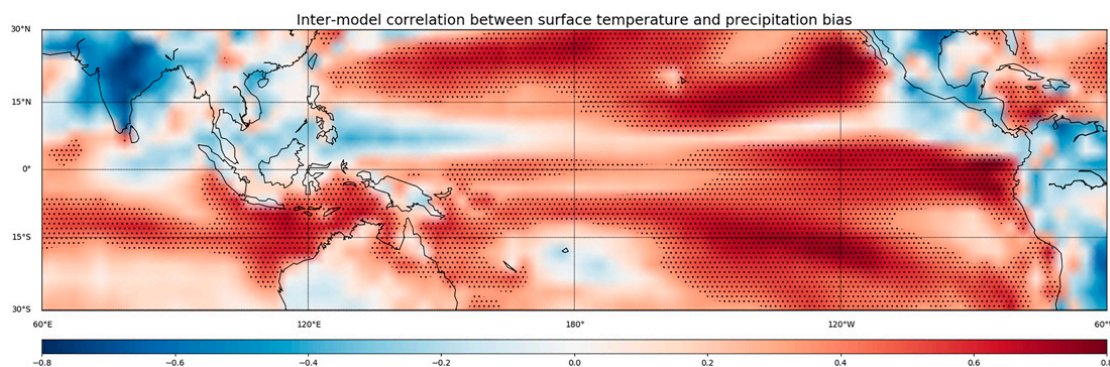 Inter-model correlation between surface temperature and precipitation bias
30°N
15°N
0°
15°S
30°S
60°E 120°E 180° 120°W 60°
−0.8 −0.6 −0.4 −0.2 0.0 0.2 0.4 0.6 0.8